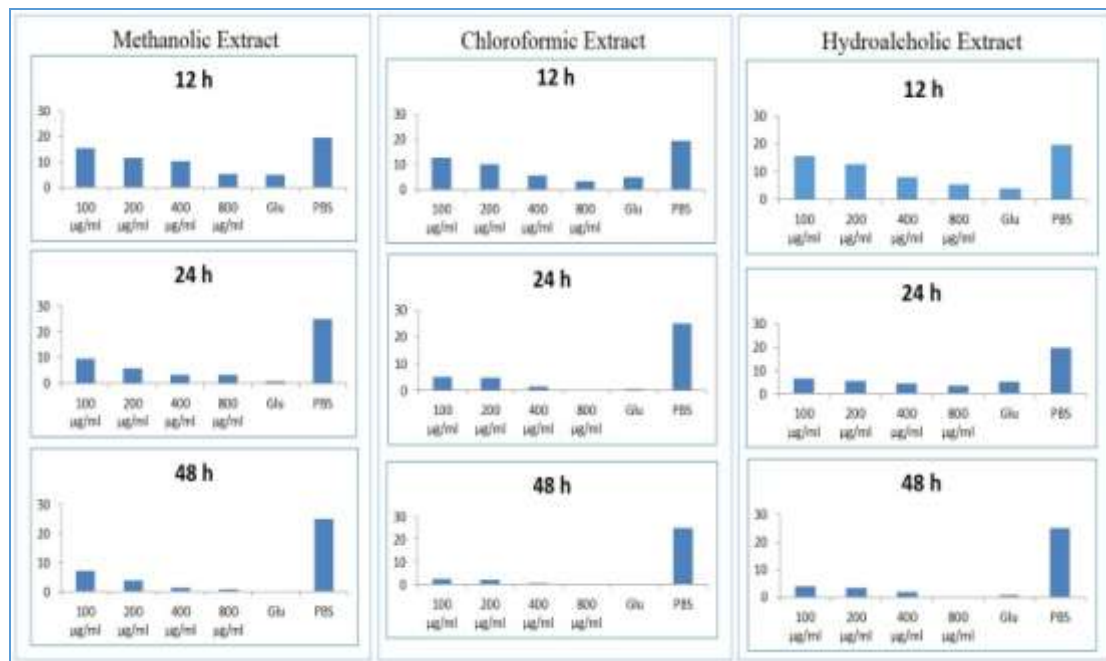 Methanolic Extract
12 h
30
20
10
0
100 200 400 800 Glu PBS
µg/ml µg/ml µg/ml µg/ml
24 h
30
20
10
0
100 200 400 800 Glu PBS
µg/ml µg/ml µg/ml µg/ml
48 h
30
20
10
0
100 200 400 800 Glu PBS
µg/ml µg/ml µg/ml µg/ml
Chloroformic Extract
12 h
30
20
10
0
100 200 400 800 Glu PBS
µg/ml µg/ml µg/ml µg/ml
24 h
30
20
10
0
100 200 400 800 Glu PBS
µg/ml µg/ml µg/ml µg/ml
48 h
30
20
10
0
100 200 400 800 Glu PBS
µg/ml µg/ml µg/ml µg/ml
Hydroalcholic Extract
12 h
30
20
10
0
100 200 400 800 Glu PBS
µg/ml µg/ml µg/ml µg/ml
24 h
30
20
10
0
100 200 400 800 Glu PBS
µg/ml µg/ml µg/ml µg/ml
48 h
30
20
10
0
100 200 400 800 Glu PBS
µg/ml µg/ml µg/ml µg/ml